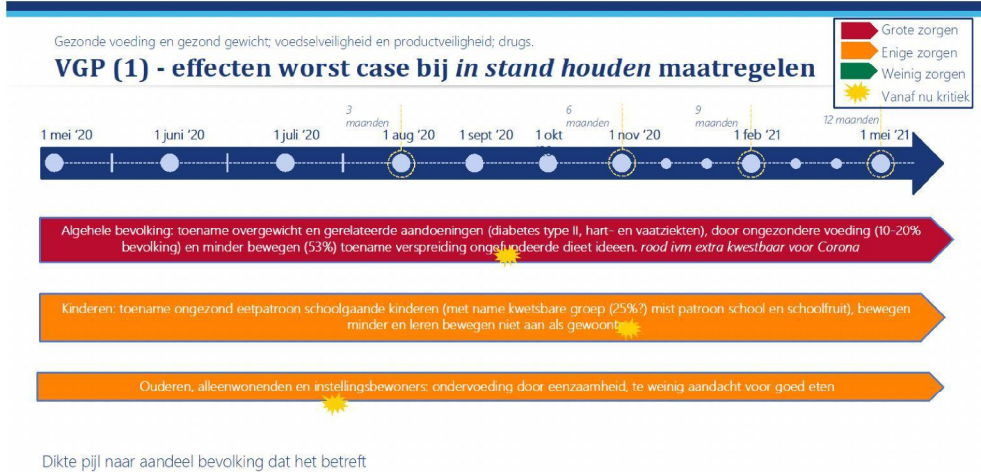 Gezonde voeding en gezond gewicht; voedselveiligheid en productveiligheid; drugs.
VGP (1) - effecten worst case bij in stand houden maatregelen
Grote zorgen
Enige zorgen
Weinig zorgen
Vanaf nu kritiek
3 maanden
6 maanden
9 maanden
12 maanden
1 mei '20
1 juni '20
1 juli '20
1 aug '20
1 sept '20
1 okt
1 nov '20
1 feb '21
1 mei '21
Algehele bevolking: toename overgewicht en gerelateerde aandoeningen (diabetes type II, hart- en vaatziekten), door ongezondere voeding (10-20%
bevolking) en minder bewegen (53%) toename verspreiding ongefundeerde dieet ideeen. rood ivm extra kwestbaar voor Corona
Kinderen: toename ongezond eetpatroon schoolgaande kinderen (met name kwetsbare groep (25%?) mist patroon school en schoolfruit), bewegen
minder en leren bewegen niet aan als
Ouderen, alleenwonenden en instellingsbewoners: ondervoeding door eenzaamheid, te weinig aandacht voor goed eten
Dikte pijl naar aandeel bevolking dat het betreft